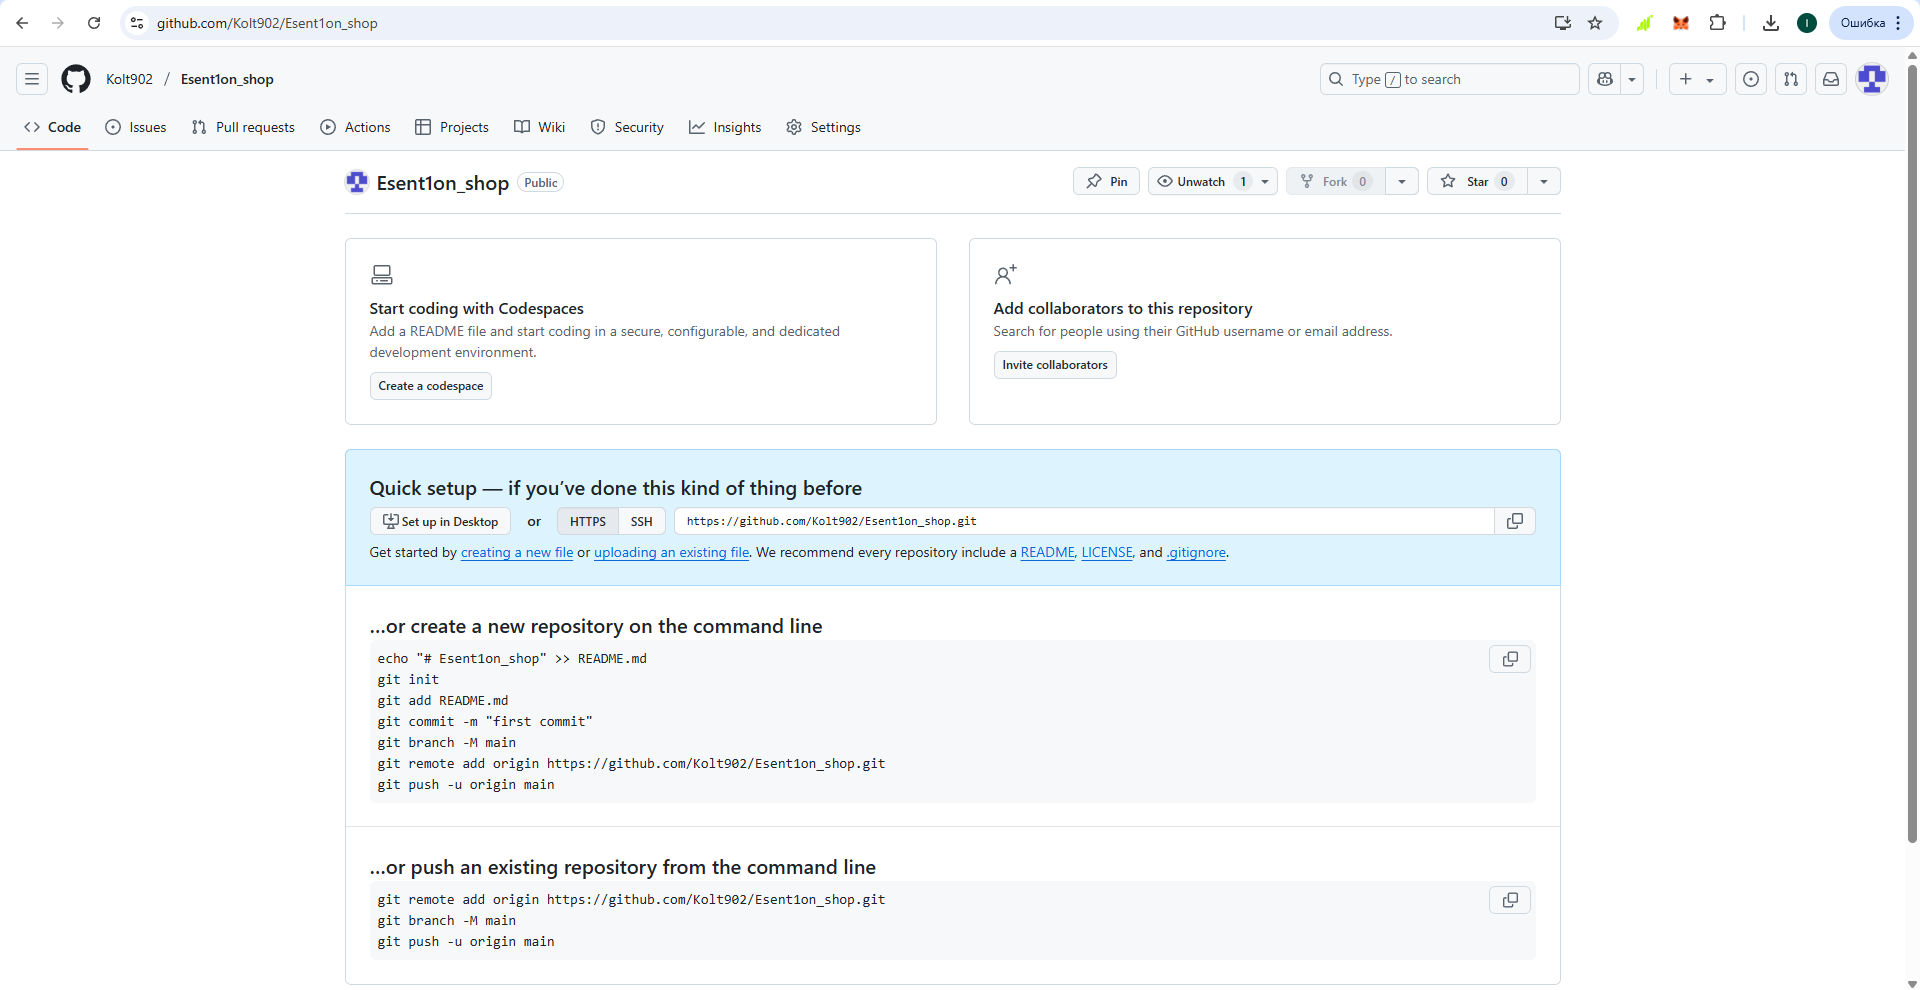 github.com/Kolt902/Esent1on_shop
I
Ошибка
Kolt902 / Esent1on_shop
Type / to search
Code Issues Pull requests Actions Projects Wiki Security Insights Settings
Esent1on_shop Public
Pin Unwatch 1 Fork 0 Star 0
Start coding with Codespaces
Add a README file and start coding in a secure, configurable, and dedicated
development environment.
Create a codespace
Add collaborators to this repository
Search for people using their GitHub username or email address.
Invite collaborators
Quick setup — if you’ve done this kind of thing before
Set up in Desktop or HTTPS SSH https://github.com/Kolt902/Esent1on_shop.git
Get started by creating a new file or uploading an existing file. We recommend every repository include a README, LICENSE, and .gitignore.
…or create a new repository on the command line
echo "# Esent1on_shop" >> README.md
git init
git add README.md
git commit -m "first commit"
git branch -M main
git remote add origin https://github.com/Kolt902/Esent1on_shop.git
git push -u origin main
…or push an existing repository from the command line
git remote add origin https://github.com/Kolt902/Esent1on_shop.git
git branch -M main
git push -u origin main